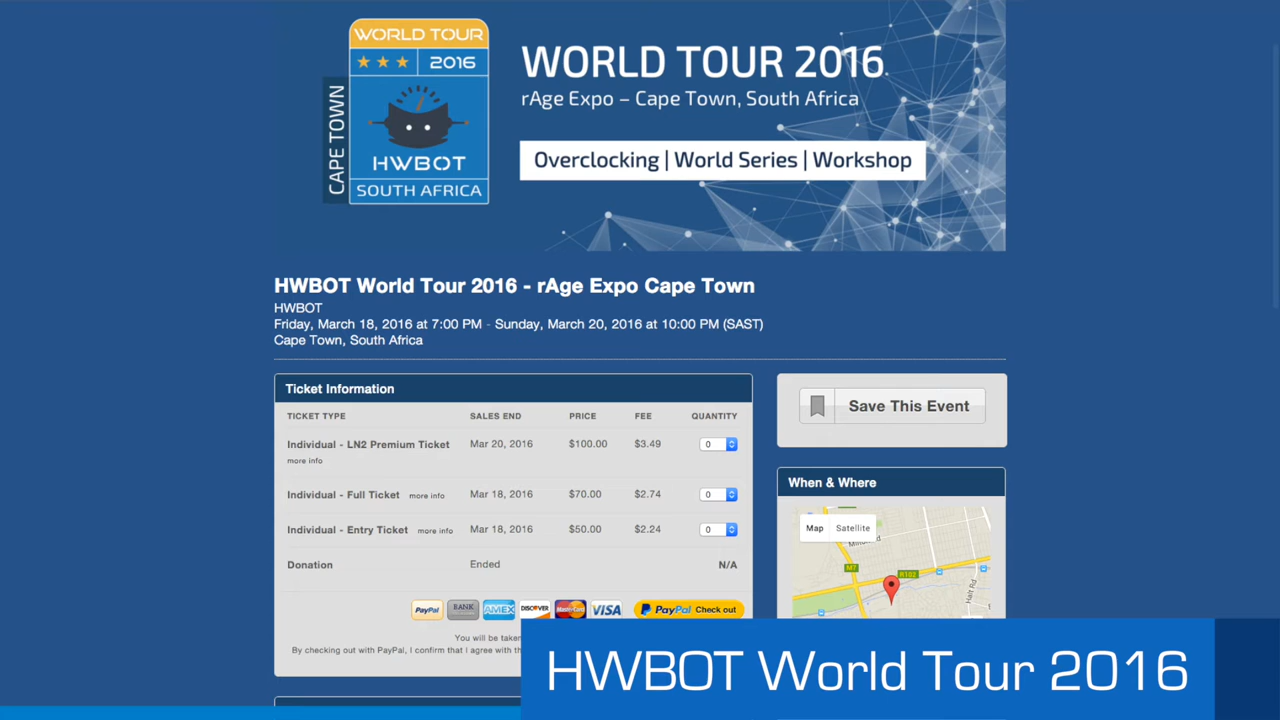 WORLD TOUR
2016
CAPE TOWN
HWBOT
SOUTH AFRICA
WORLD TOUR 2016
rAge Expo – Cape Town, South Africa
Overclocking | World Series | Workshop
HWBOT World Tour 2016 - rAge Expo Cape Town
HWBOT
Friday, March 18, 2016 at 7:00 PM - Sunday, March 20, 2016 at 10:00 PM (SAST)
Cape Town, South Africa
Ticket Information
TICKET TYPE SALES END PRICE FEE QUANTITY
Individual - LN2 Premium Ticket Mar 20, 2016 $100.00 $3.49 0
more info
Individual - Full Ticket more info Mar 18, 2016 $70.00 $2.74 0
Individual - Entry Ticket more info Mar 18, 2016 $50.00 $2.24 0
Donation Ended N/A
PayPal BANK AMEX DISCOVER MasterCard VISA PayPal Check out
You will be taken
By checking out with PayPal, I confirm that I agree with the
Save This Event
When & Where
Map Satellite
M7
R102
Halt Rd
HWBOT World Tour 2016